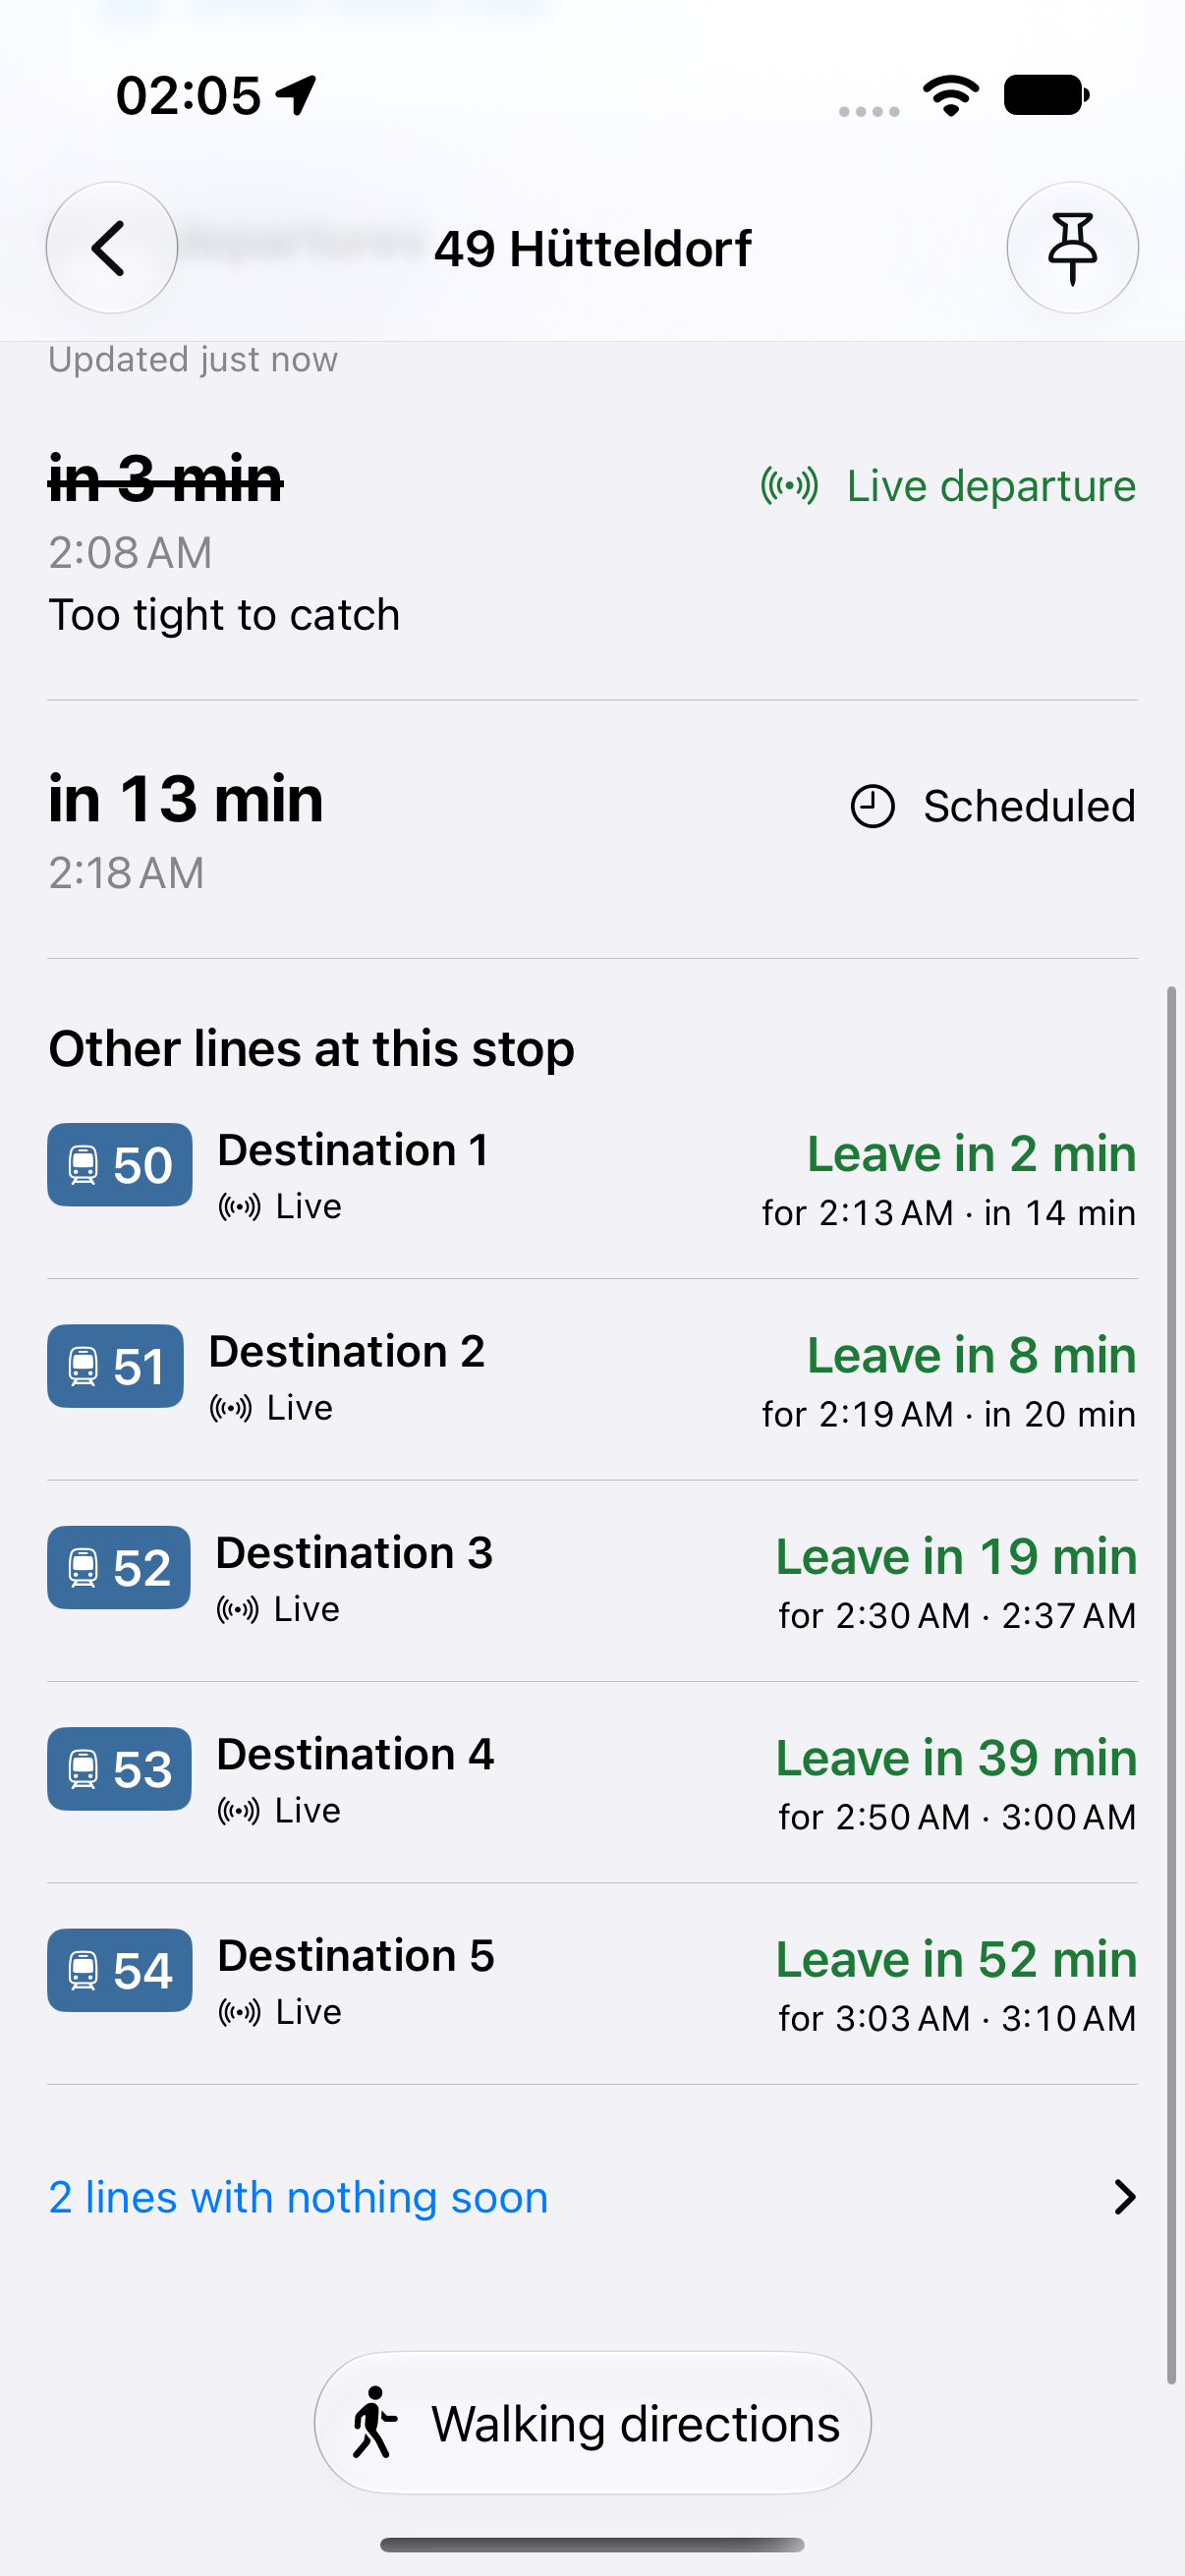 02:05
49 Hütteldorf
Updated just now
in 3 min
Live departure
2:08 AM
Too tight to catch
in 13 min
Scheduled
2:18 AM
Other lines at this stop
50 Destination 1
Leave in 2 min
Live
for 2:13 AM · in 14 min
51 Destination 2
Leave in 8 min
Live
for 2:19 AM · in 20 min
52 Destination 3
Leave in 19 min
Live
for 2:30 AM · 2:37 AM
53 Destination 4
Leave in 39 min
Live
for 2:50 AM · 3:00 AM
54 Destination 5
Leave in 52 min
Live
for 3:03 AM · 3:10 AM
2 lines with nothing soon
Walking directions